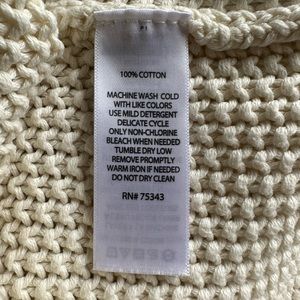 100% COTTON
MACHINE WASH COLD
WITH LIKE COLORS
USE MILD DETERGENT
DELICATE CYCLE
ONLY NON-CHLORINE
BLEACH WHEN NEEDED
TUMBLE DRY LOW
REMOVE PROMPTLY
WARM IRON IF NEEDED
DO NOT DRY CLEAN
RN# 75343